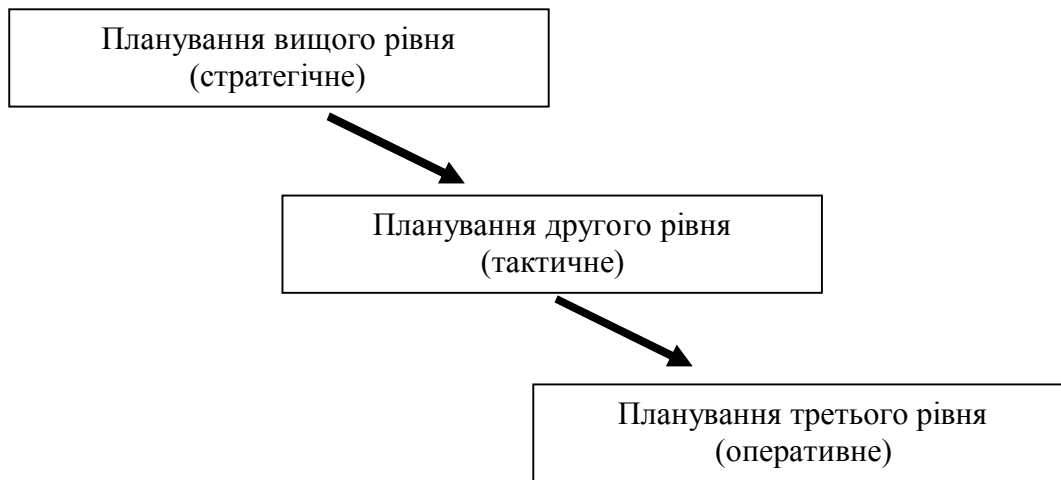 Планування вищого рівня
(стратегічне)
Планування другого рівня
(тактичне)
Планування третього рівня
(оперативне)